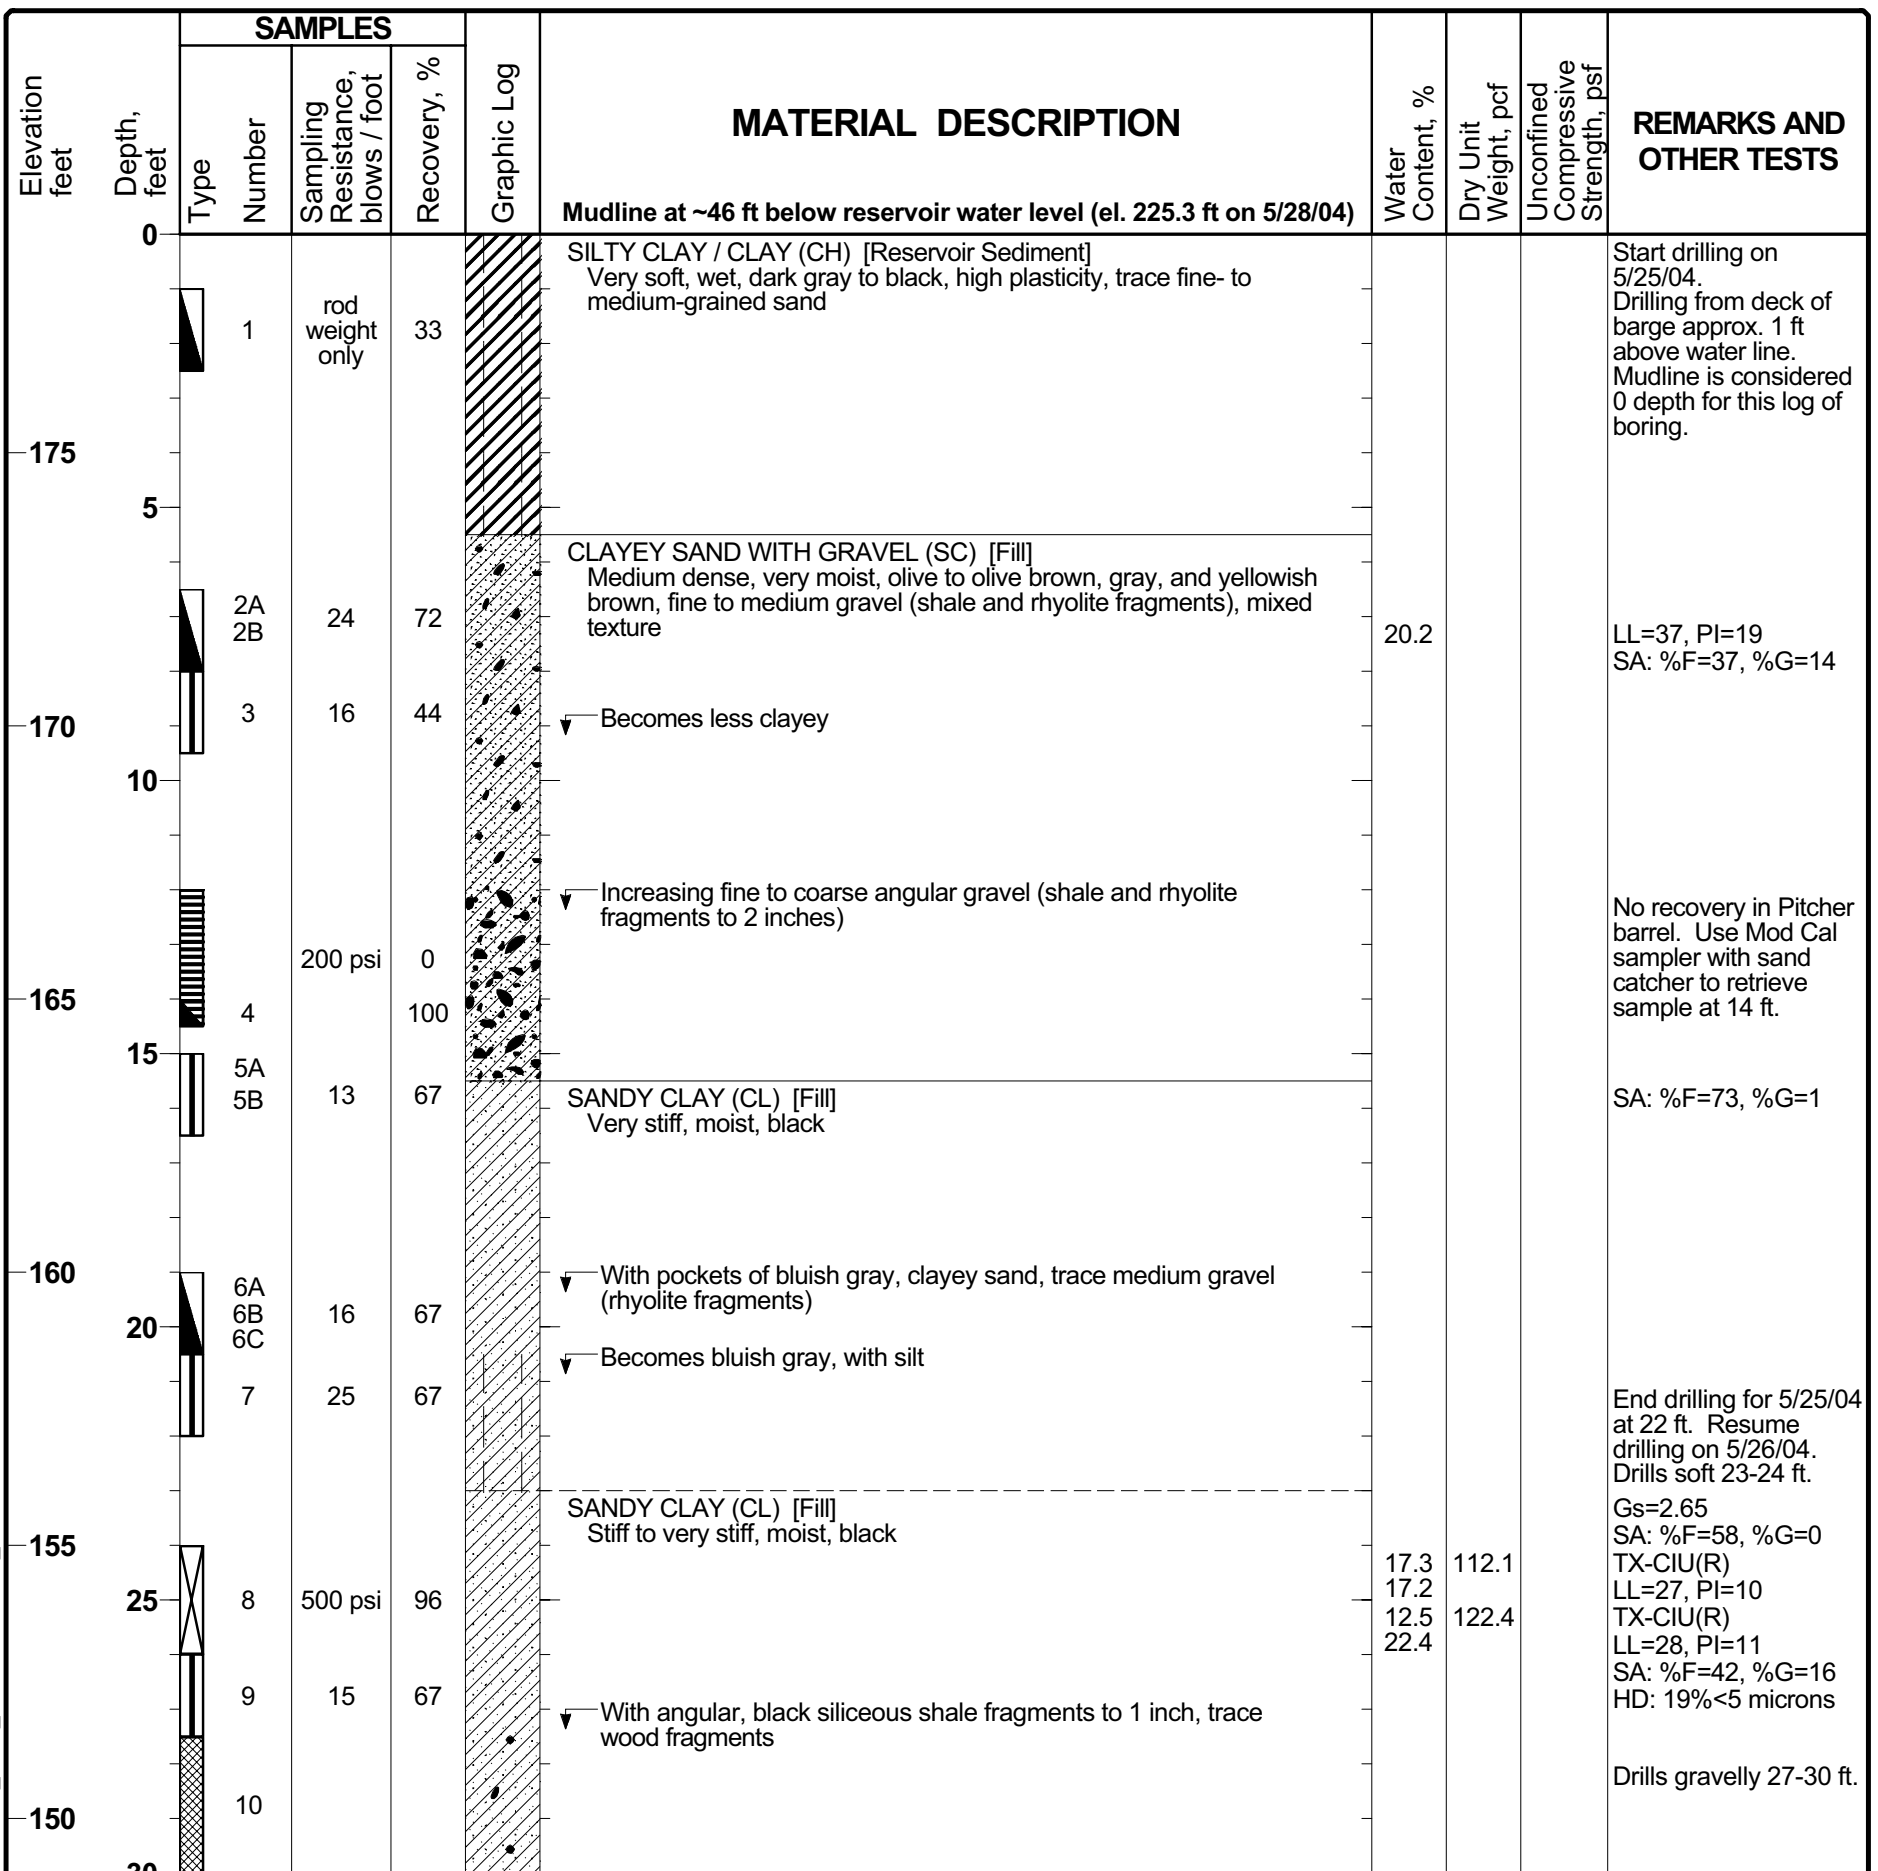 SAMPLES
Elevation
feet
Depth,
feet
Type
Number
Sampling
Resistance,
blows / foot
Recovery, %
Graphic Log
MATERIAL DESCRIPTION
Mudline at ~46 ft below reservoir water level (el. 225.3 ft on 5/28/04)
Water
Content, %
Dry Unit
Weight, pcf
Unconfined
Compressive
Strength, psf
REMARKS AND
OTHER TESTS
0
SILTY CLAY / CLAY (CH) [Reservoir Sediment]
Very soft, wet, dark gray to black, high plasticity, trace fine- to
medium-grained sand
Start drilling on
5/25/04.
Drilling from deck of
barge approx. 1 ft
above water line.
Mudline is considered
0 depth for this log of
boring.
1
rod
weight
only
33
175
5
CLAYEY SAND WITH GRAVEL (SC) [Fill]
Medium dense, very moist, olive to olive brown, gray, and yellowish
brown, fine to medium gravel (shale and rhyolite fragments), mixed
texture
2A
2B
24
72
20.2
LL=37, PI=19
SA: %F=37, %G=14
3
16
44
Becomes less clayey
170
10
Increasing fine to coarse angular gravel (shale and rhyolite
fragments to 2 inches)
No recovery in Pitcher
barrel. Use Mod Cal
sampler with sand
catcher to retrieve
sample at 14 ft.
200 psi
0
165
4
100
15
5A
5B
13
67
SANDY CLAY (CL) [Fill]
Very stiff, moist, black
SA: %F=73, %G=1
160
With pockets of bluish gray, clayey sand, trace medium gravel
(rhyolite fragments)
6A
6B
6C
16
67
20
Becomes bluish gray, with silt
7
25
67
End drilling for 5/25/04
at 22 ft. Resume
drilling on 5/26/04.
Drills soft 23-24 ft.
SANDY CLAY (CL) [Fill]
Stiff to very stiff, moist, black
Gs=2.65
SA: %F=58, %G=0
155
17.3
112.1
TX-CIU(R)
17.2
LL=27, PI=10
25
8
500 psi
96
12.5
122.4
TX-CIU(R)
22.4
LL=28, PI=11
SA: %F=42, %G=16
HD: 19%<5 microns
9
15
67
With angular, black siliceous shale fragments to 1 inch, trace
wood fragments
Drills gravelly 27-30 ft.
10
150
30